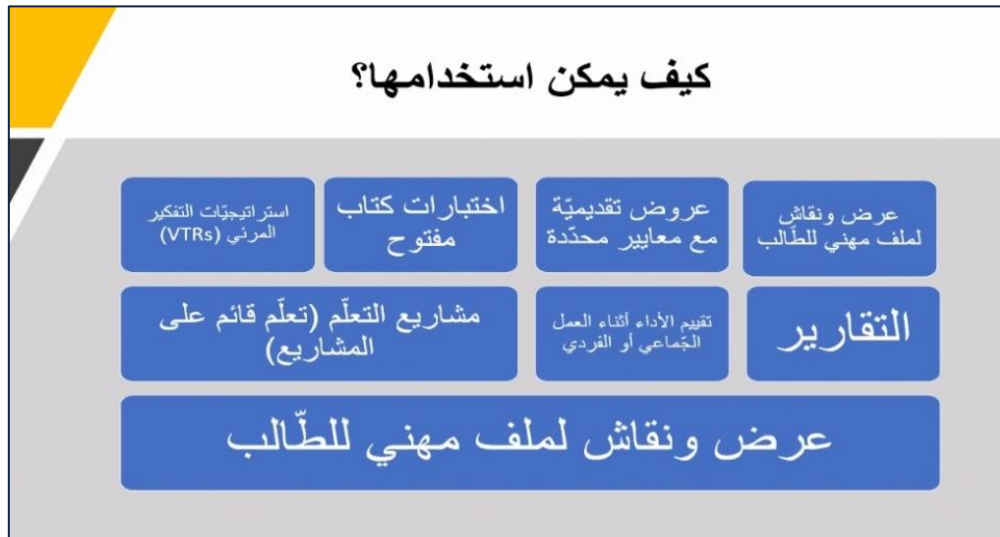 كيف يمكن استخدامها؟
عرض ونقاش
لملف مهني للطّالب
عروض تقديميّة
مع معايير محدّدة
اختبارات كتاب
مفتوح
استراتيجيّات التفكير
المرئي (VTRs)
التقارير
تقييم الأداء أثناء العمل
الجّماعي أو الفردي
مشاريع التعلّم (تعلّم قائم على
المشاريع)
عرض ونقاش لملف مهني للطّالب